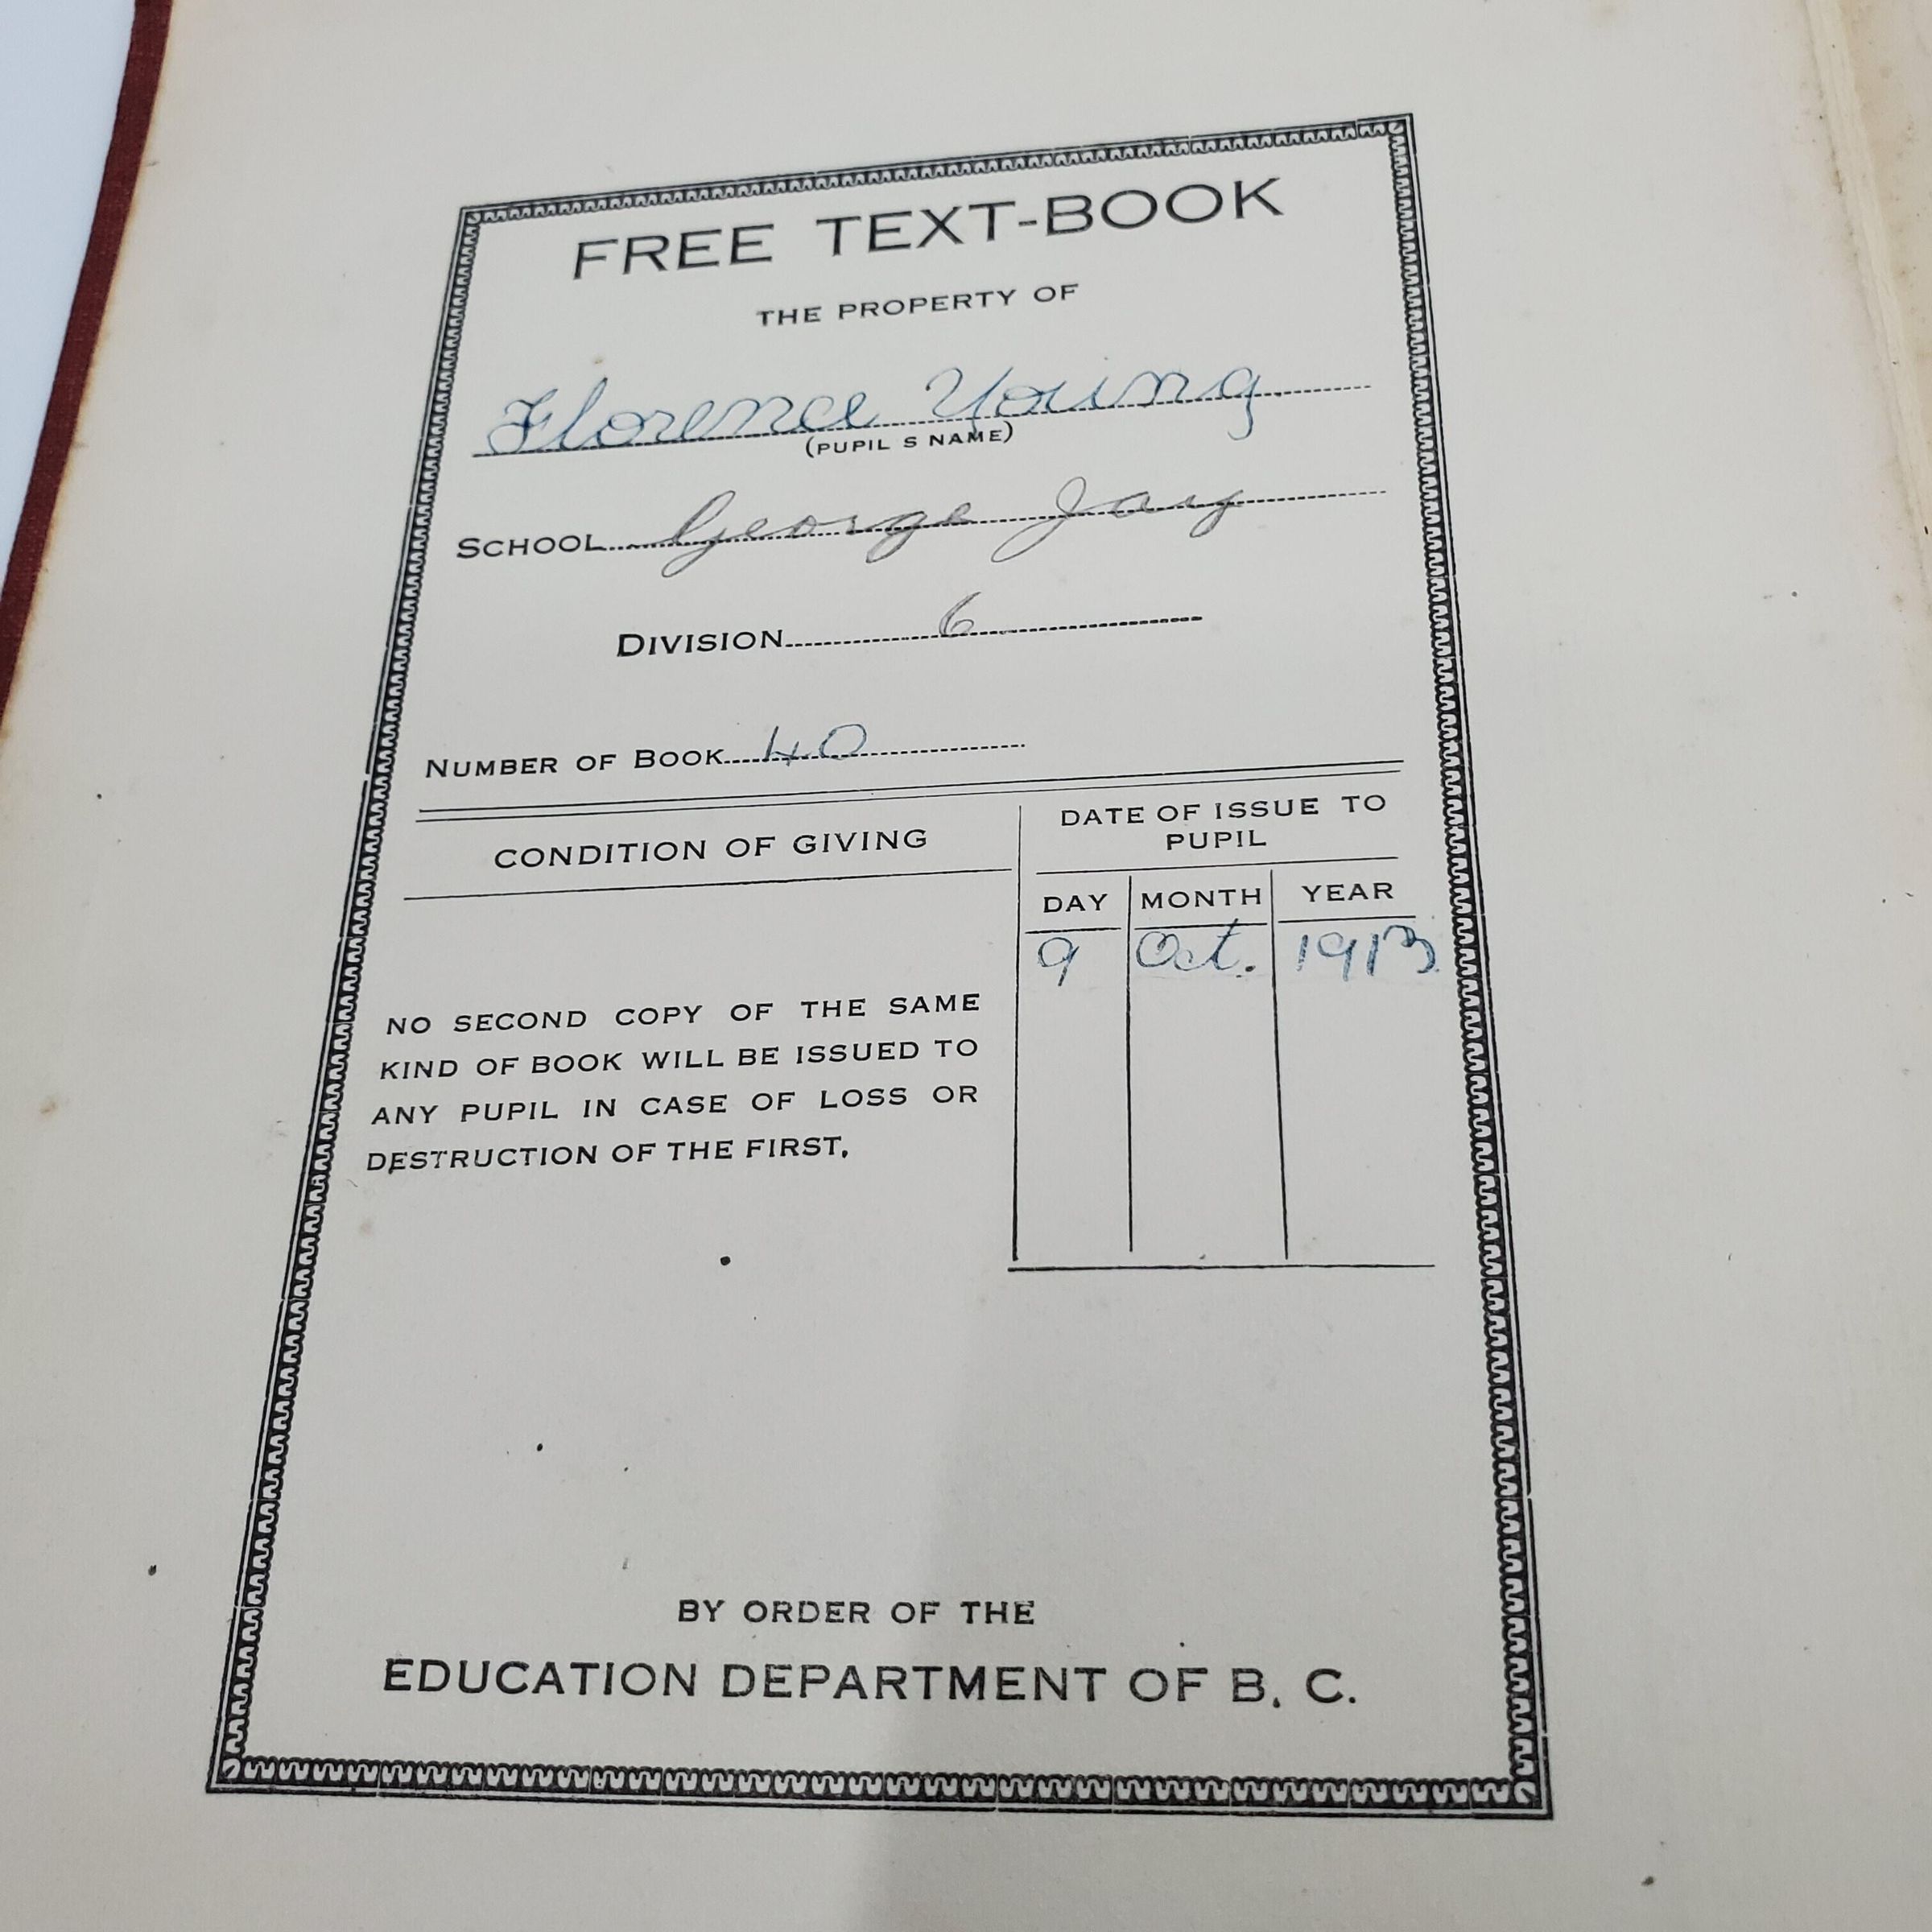 FREE TEXT-BOOK
THE PROPERTY OF
Florence Young.
(PUPIL S NAME)
SCHOOL George Jay
DIVISION 6
NUMBER OF BOOK 40
CONDITION OF GIVING
DATE OF ISSUE TO
PUPIL
DAY MONTH YEAR
9 Oct. 1913
NO SECOND COPY OF THE SAME
KIND OF BOOK WILL BE ISSUED TO
ANY PUPIL IN CASE OF LOSS OR
DESTRUCTION OF THE FIRST.
BY ORDER OF THE
EDUCATION DEPARTMENT OF B. C.